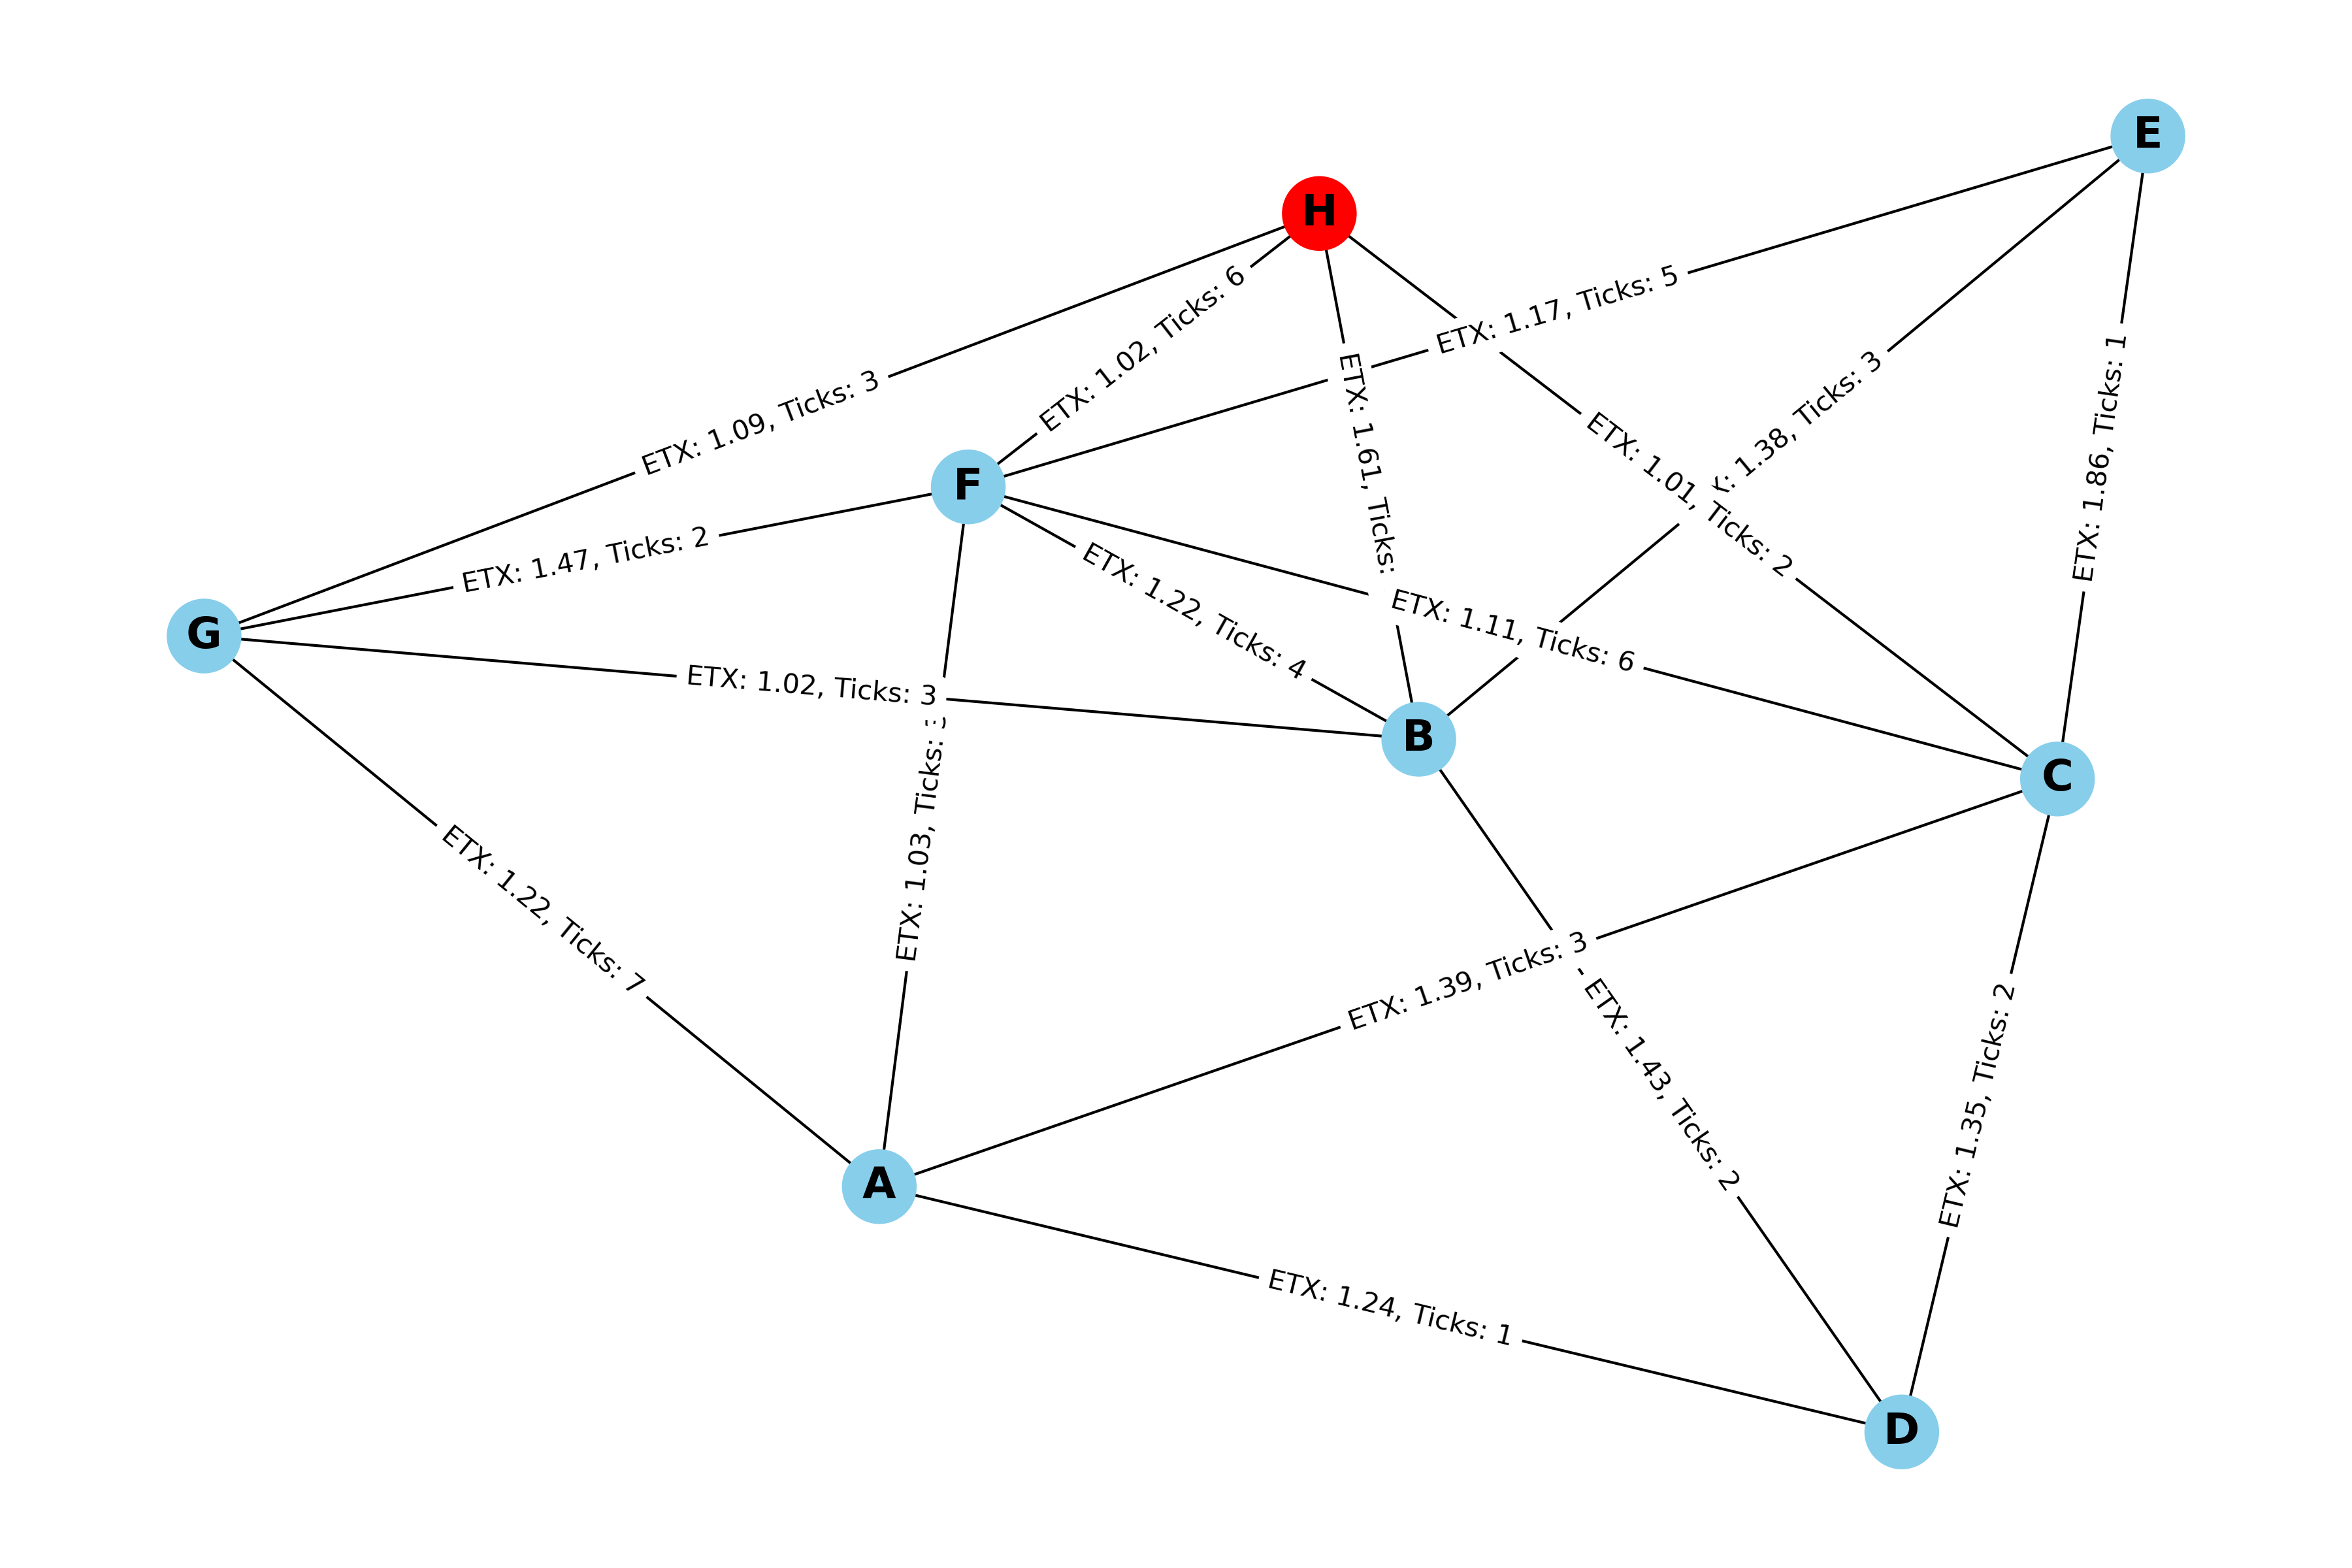 E
H
ETX: 1.17, Ticks: 5
ETX: 1.02, Ticks: 6
ETX: 1.86, Ticks: 1
ETX: 1.09, Ticks: 3
1.38, Ticks: 3
ETX: 1.61, Ticks:
ETX: 1.01, Ticks: 2
F
ETX: 1.47, Ticks: 2
ETX: 1.22, Ticks: 4
ETX: 1.11, Ticks: 6
G
ETX: 1.02, Ticks: 3
B
C
ETX: 1.03, Ticks:
ETX: 1.22, Ticks: 7
ETX: 1.39, Ticks: 3
ETX: 1.43, Ticks: 2
ETX: 1.35, Ticks: 2
A
ETX: 1.24, Ticks: 1
D